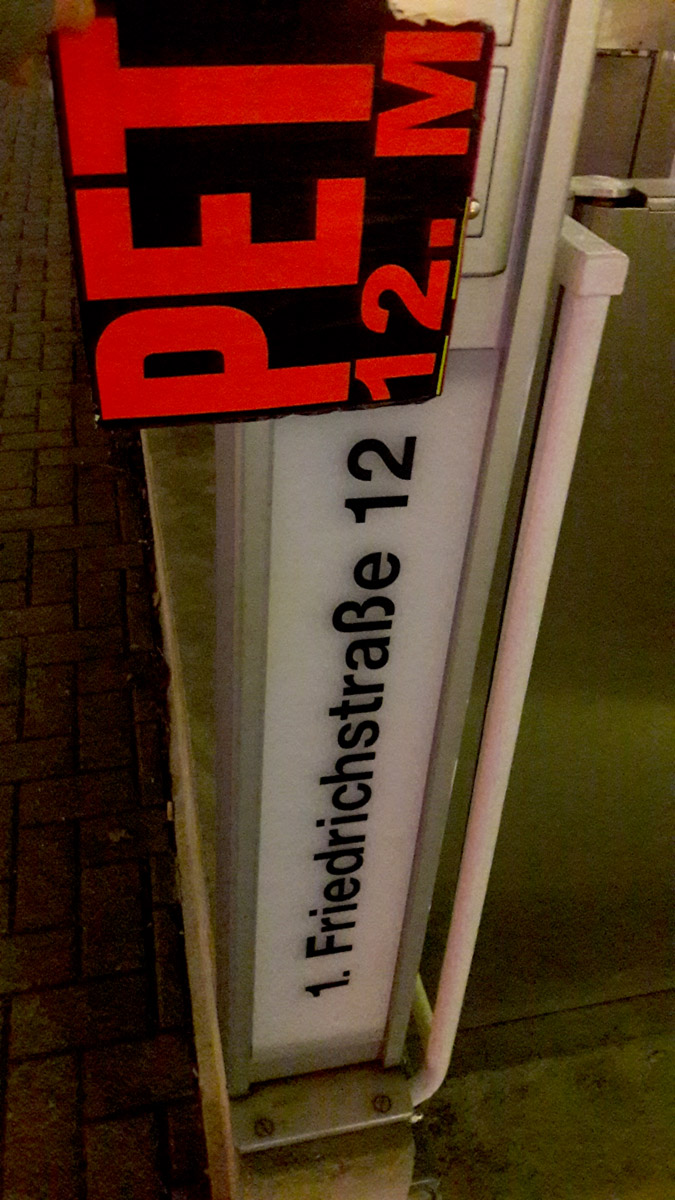 PET
12. M
1. Friedrichstraße 12